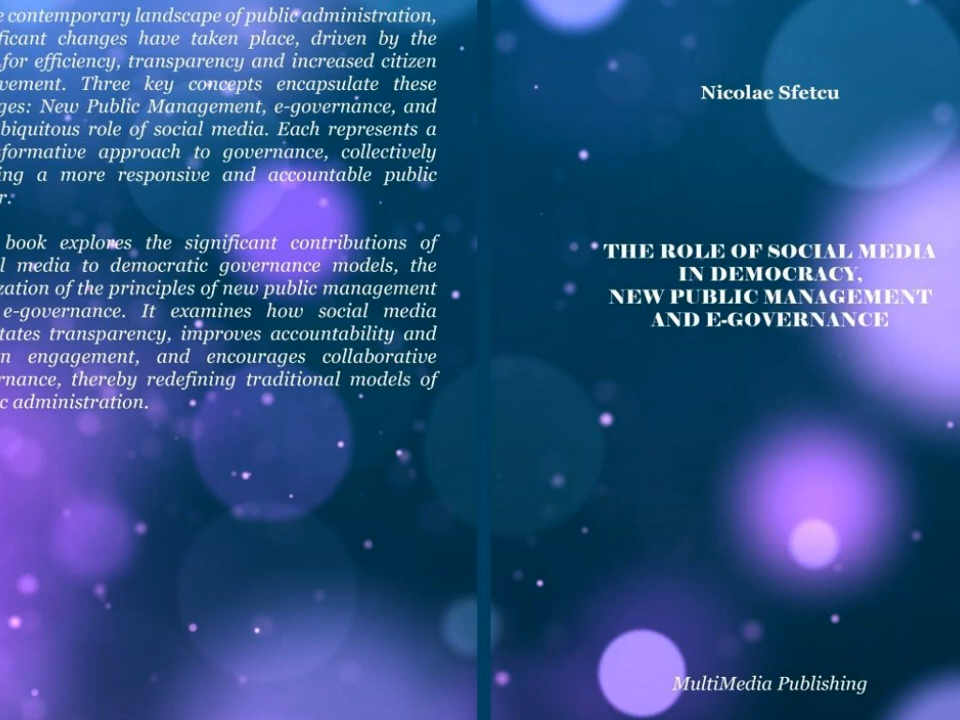 e contemporary landscape of public administration,
ficant changes have taken place, driven by the
for efficiency, transparency and increased citizen
vement. Three key concepts encapsulate these
ges: New Public Management, e-governance, and
biquitous role of social media. Each represents a
formative approach to governance, collectively
ing a more responsive and accountable public
r.
book explores the significant contributions of
l media to democratic governance models, the
zation of the principles of new public management
e-governance. It examines how social media
tates transparency, improves accountability and
n engagement, and encourages collaborative
rnance, thereby redefining traditional models of
c administration.
Nicolae Sfetcu
THE ROLE OF SOCIAL MEDIA
IN DEMOCRACY,
NEW PUBLIC MANAGEMENT
AND E-GOVERNANCE
MultiMedia Publishing